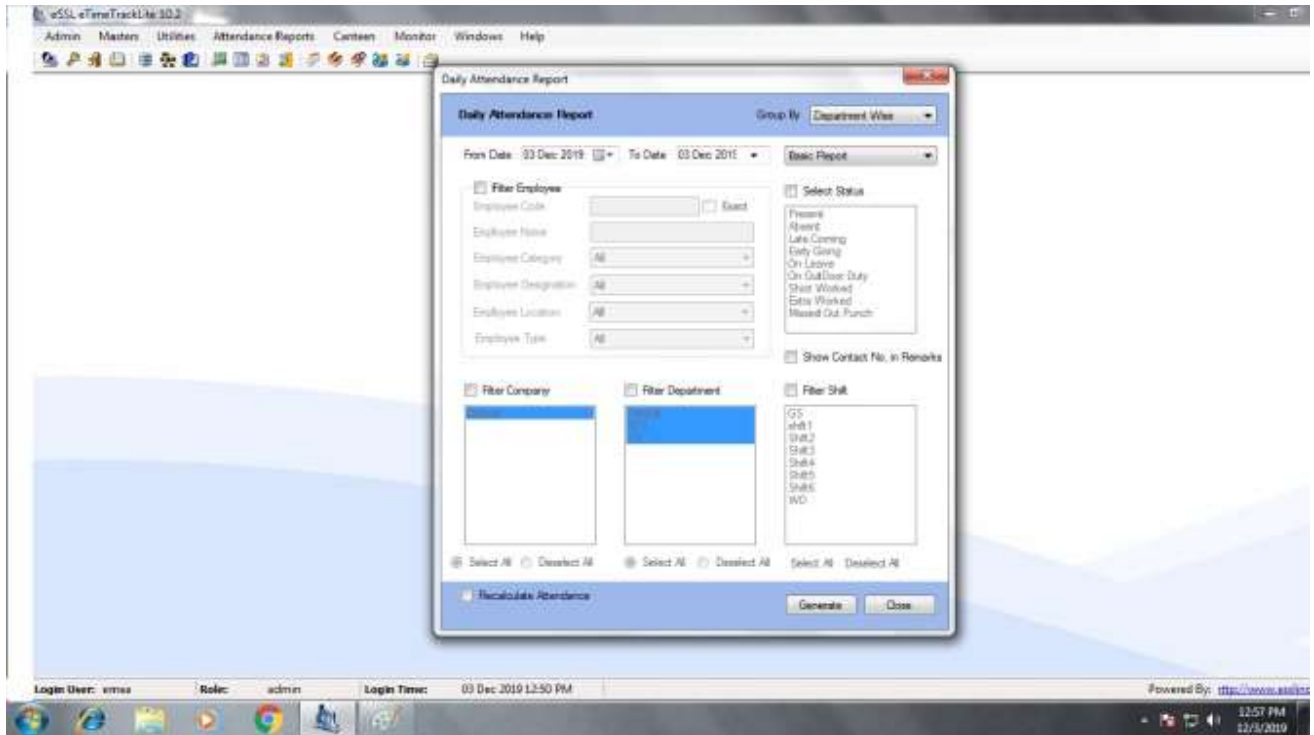 eSSL eTimeTrackLite 10.2
Admin Masters Utilities Attendance Reports Canteen Monitor Windows Help
Daily Attendance Report
Daily Attendance Report Group By Department Wise
From Date 03 Dec 2019 To Date 03 Dec 2019 Basic Report
Filter Employee Select Status
Employee Code Exact
Present
Absent
Employee Name
Late Coming
Early Going
Employee Category All
On Leave
On OutDoor Duty
Employee Designation All
Short Worked
Extra Worked
Employee Location All
Missed Out Punch
Employee Type All
Show Contact No. in Remarks
Filter Company Filter Department Filter Shift
Default
GS
shift1
Shift2
Shift3
Shift4
Shift5
Shift6
WO
Select All Deselect All Select All Deselect All Select All Deselect All
Recalculate Attendance Generate Close
Login User: Role: admin Login Time: 03 Dec 2019 12:50 PM Powered By:
12:57 PM
12/3/2019